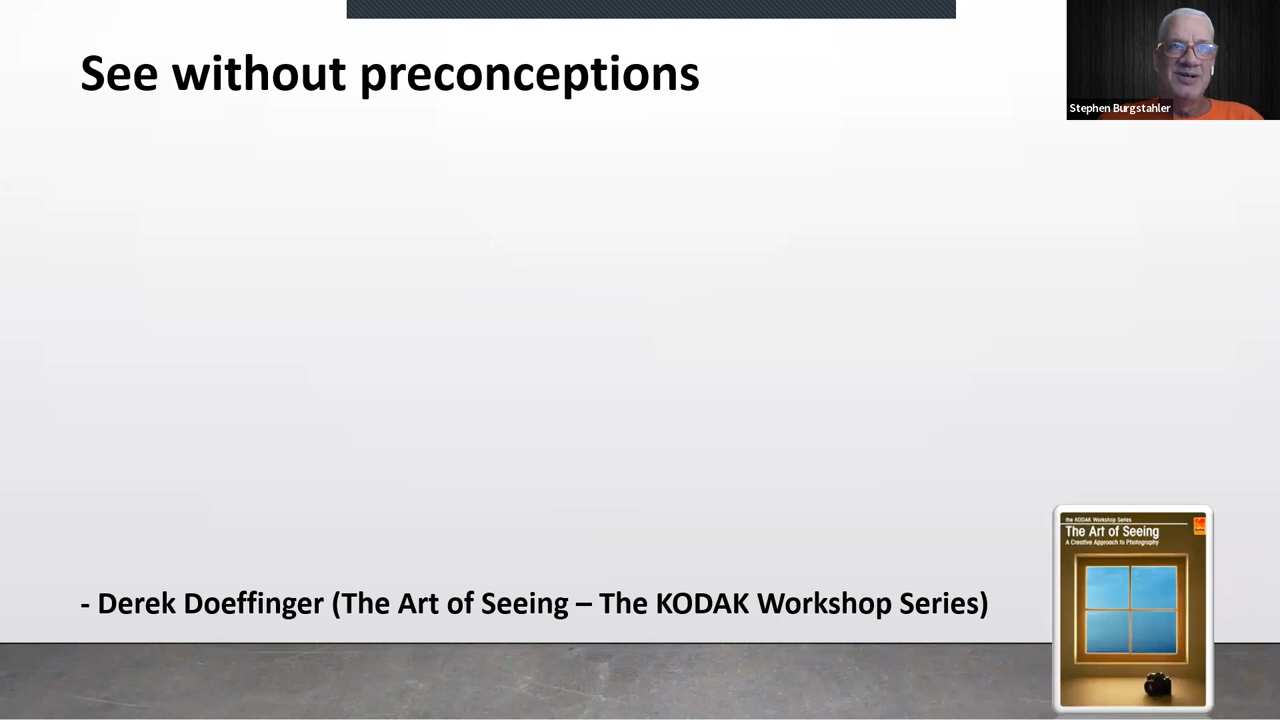 See without preconceptions
Stephen Burgstahler
- Derek Doeffinger (The Art of Seeing – The KODAK Workshop Series)
the KODAK Workshop Series
The Art of Seeing
A Creative Approach to Photography